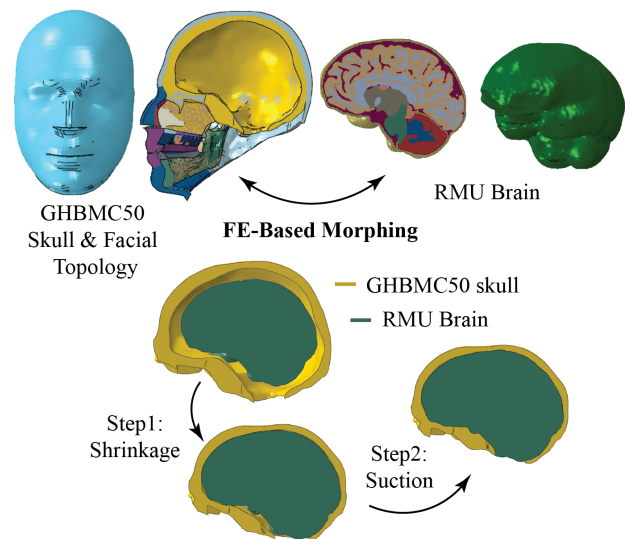 GHBMC50
Skull & Facial
Topology
FE-Based Morphing
RMU Brain
GHBMC50 skull
RMU Brain
Step1:
Shrinkage
Step2:
Suction